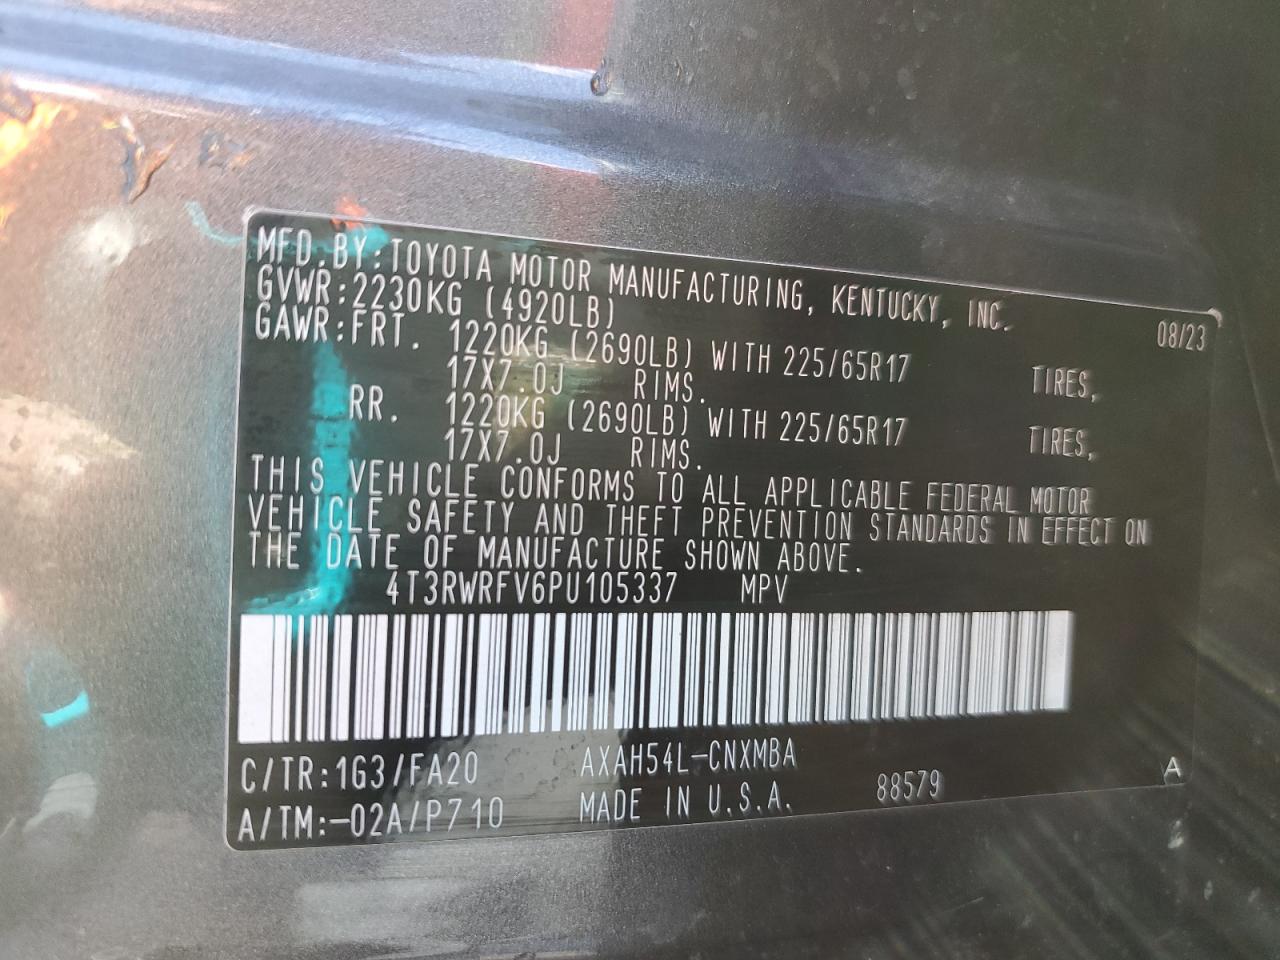 MFD.BY:TOYOTA MOTOR MANUFACTURING, KENTUCKY, INC.
GVWR:2230KG (4920LB) 08/23
GAWR:FRT. 1220KG (2690LB) WITH 225/65R17 TIRES,
17X7.0J RIMS.
RR. 1220KG (2690LB) WITH 225/65R17 TIRES,
17X7.0J RIMS.
THIS VEHICLE CONFORMS TO ALL APPLICABLE FEDERAL MOTOR
VEHICLE SAFETY AND THEFT PREVENTION STANDARDS IN EFFECT ON
THE DATE OF MANUFACTURE SHOWN ABOVE.
4T3RWRFV6PU105337 MPV
C/TR:1G3/FA20 AXAH54L-CNXMBA
A/TM:-02A/P710 MADE IN U.S.A. 88579 A